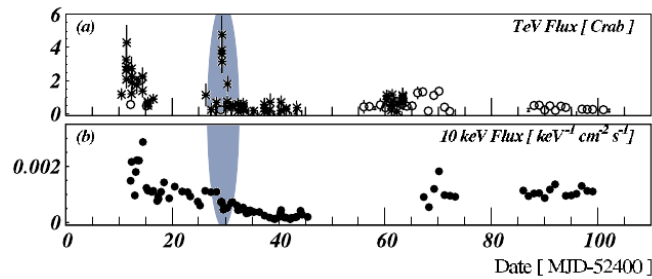 (a) TeV Flux [ Crab ]
6
4
2
0
(b) 10 keV Flux [ keV⁻¹ cm⁻² s⁻¹ ]
0.002
0
0 20 40 60 80 100
Date [ MJD-52400 ]